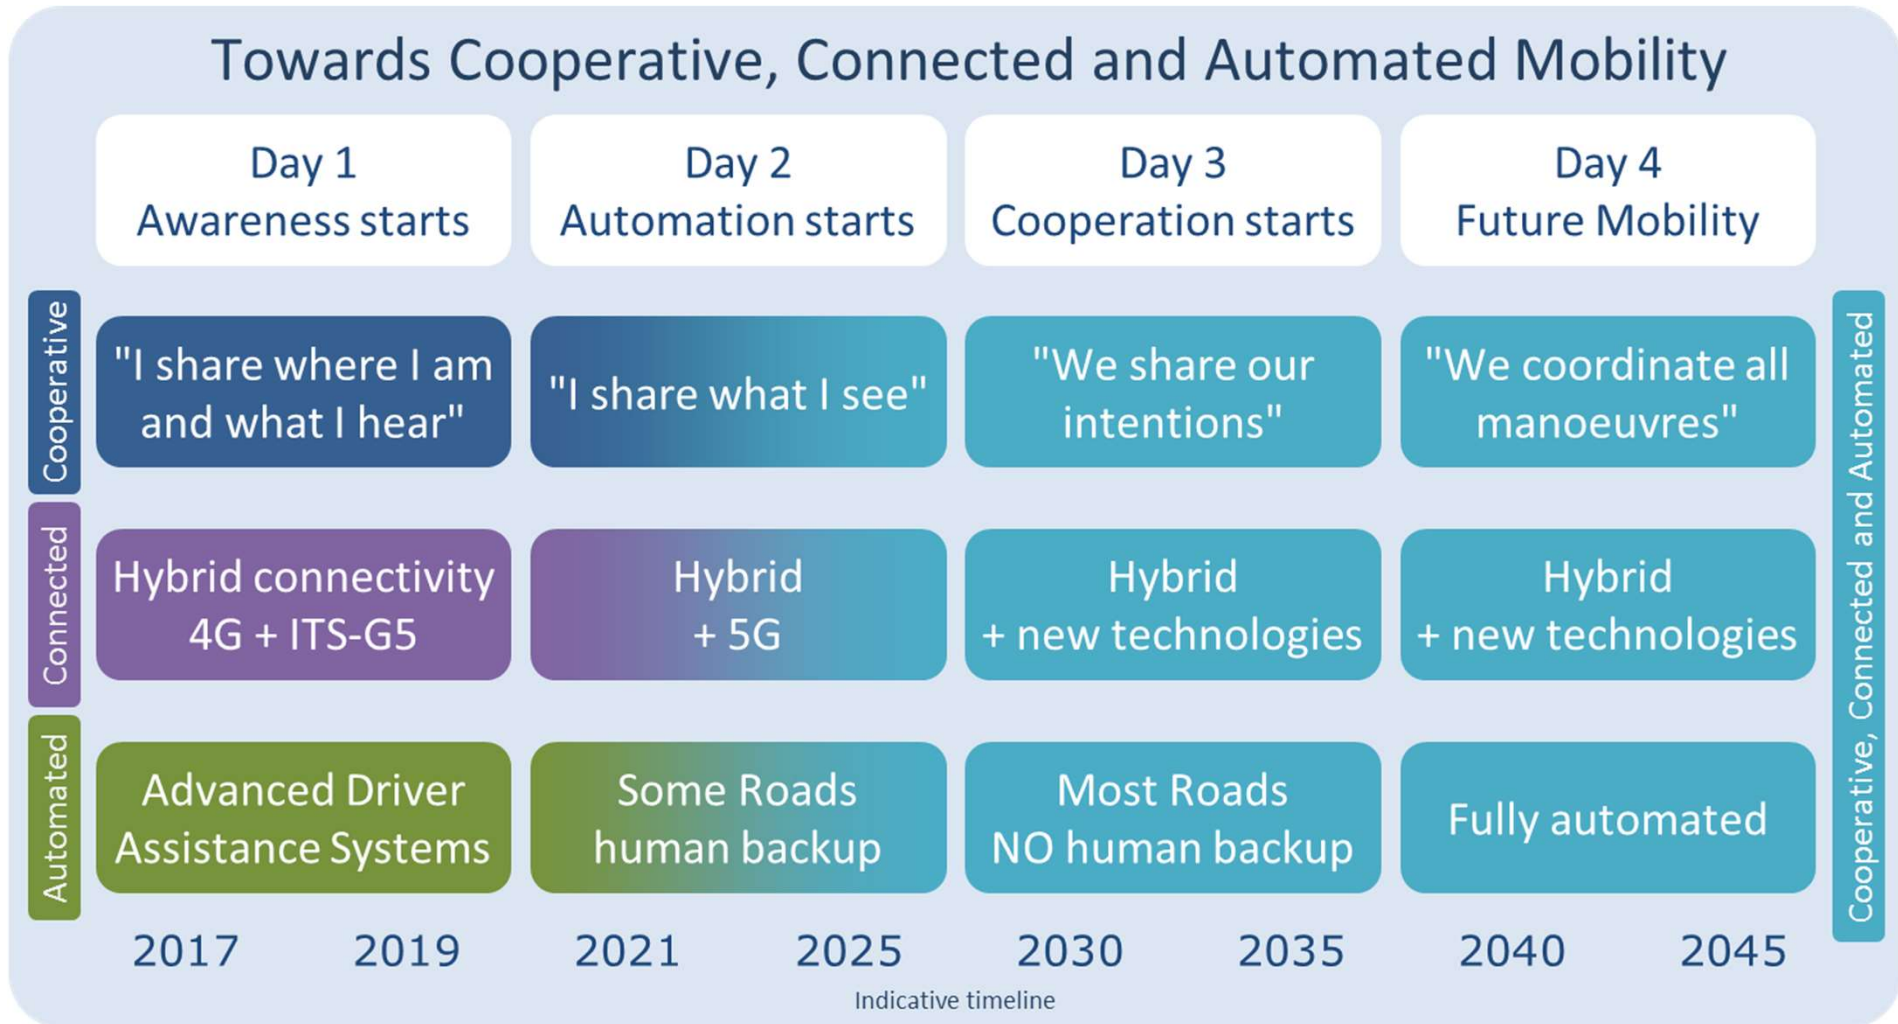 Towards Cooperative, Connected and Automated Mobility
Day 1
Awareness starts
Day 2
Automation starts
Day 3
Cooperation starts
Day 4
Future Mobility
Cooperative
"I share where I am
and what I hear"
"I share what I see"
"We share our
intentions"
"We coordinate all
manoeuvres"
Connected
Hybrid connectivity
4G + ITS-G5
Hybrid
+ 5G
Hybrid
+ new technologies
Hybrid
+ new technologies
Automated
Advanced Driver
Assistance Systems
Some Roads
human backup
Most Roads
NO human backup
Fully automated
Cooperative, Connected and Automated
2017 2019 2021 2025 2030 2035 2040 2045
Indicative timeline